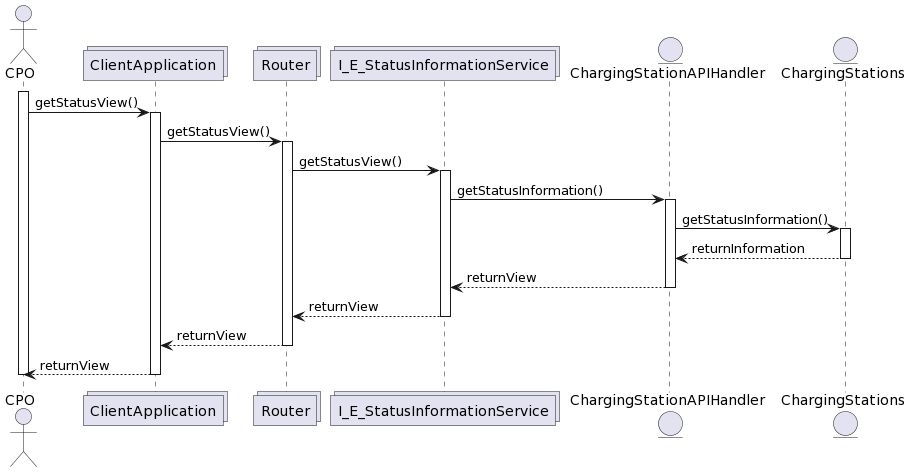 CPO
ClientApplication
Router
I_E_StatusInformationService
ChargingStationAPIHandler
ChargingStations
getStatusView()
getStatusView()
getStatusView()
getStatusInformation()
getStatusInformation()
returnInformation
returnView
returnView
returnView
returnView
CPO
ClientApplication
Router
I_E_StatusInformationService
ChargingStationAPIHandler
ChargingStations